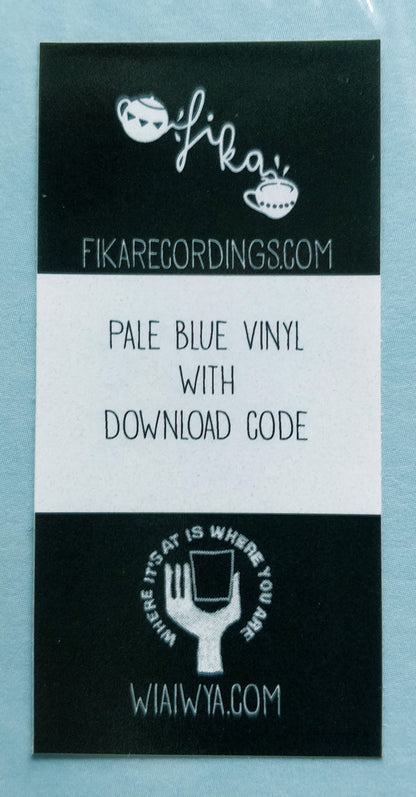 fika
FIKARECORDINGS.COM
PALE BLUE VINYL
WITH
DOWNLOAD CODE
WHERE IT'S AT IS WHERE YOU ARE
WIAIWYA.COM